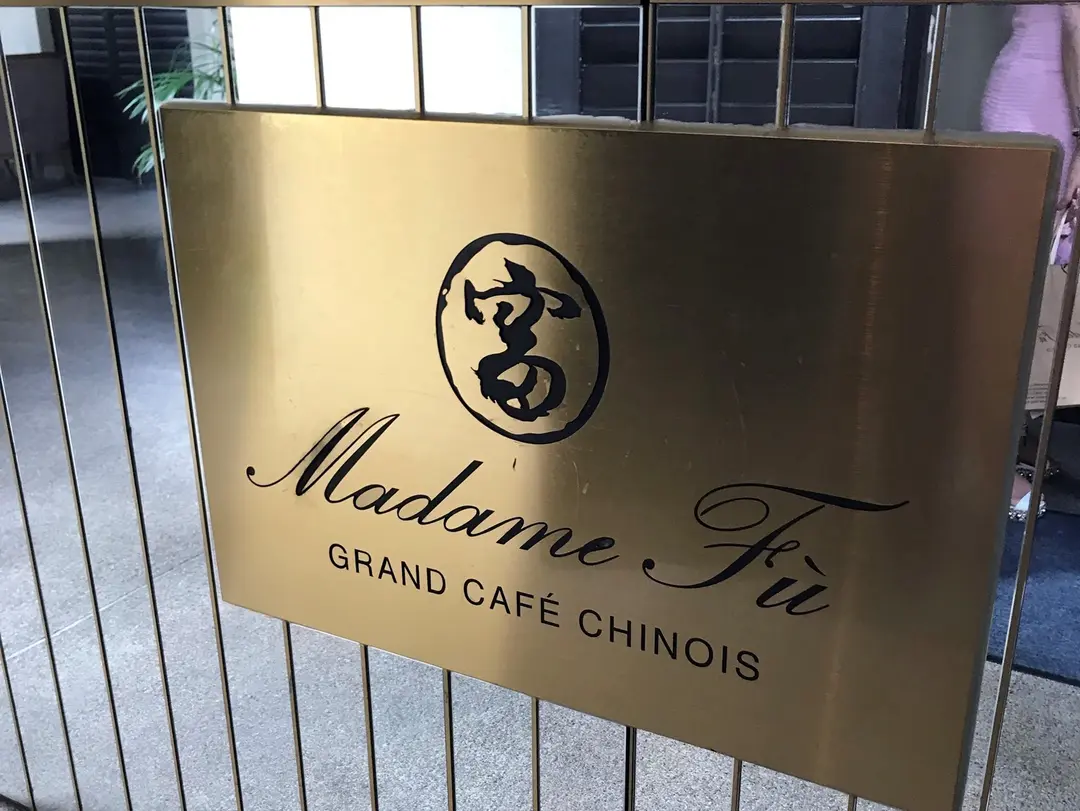 富
Madame Fù
GRAND CAFÉ CHINOIS